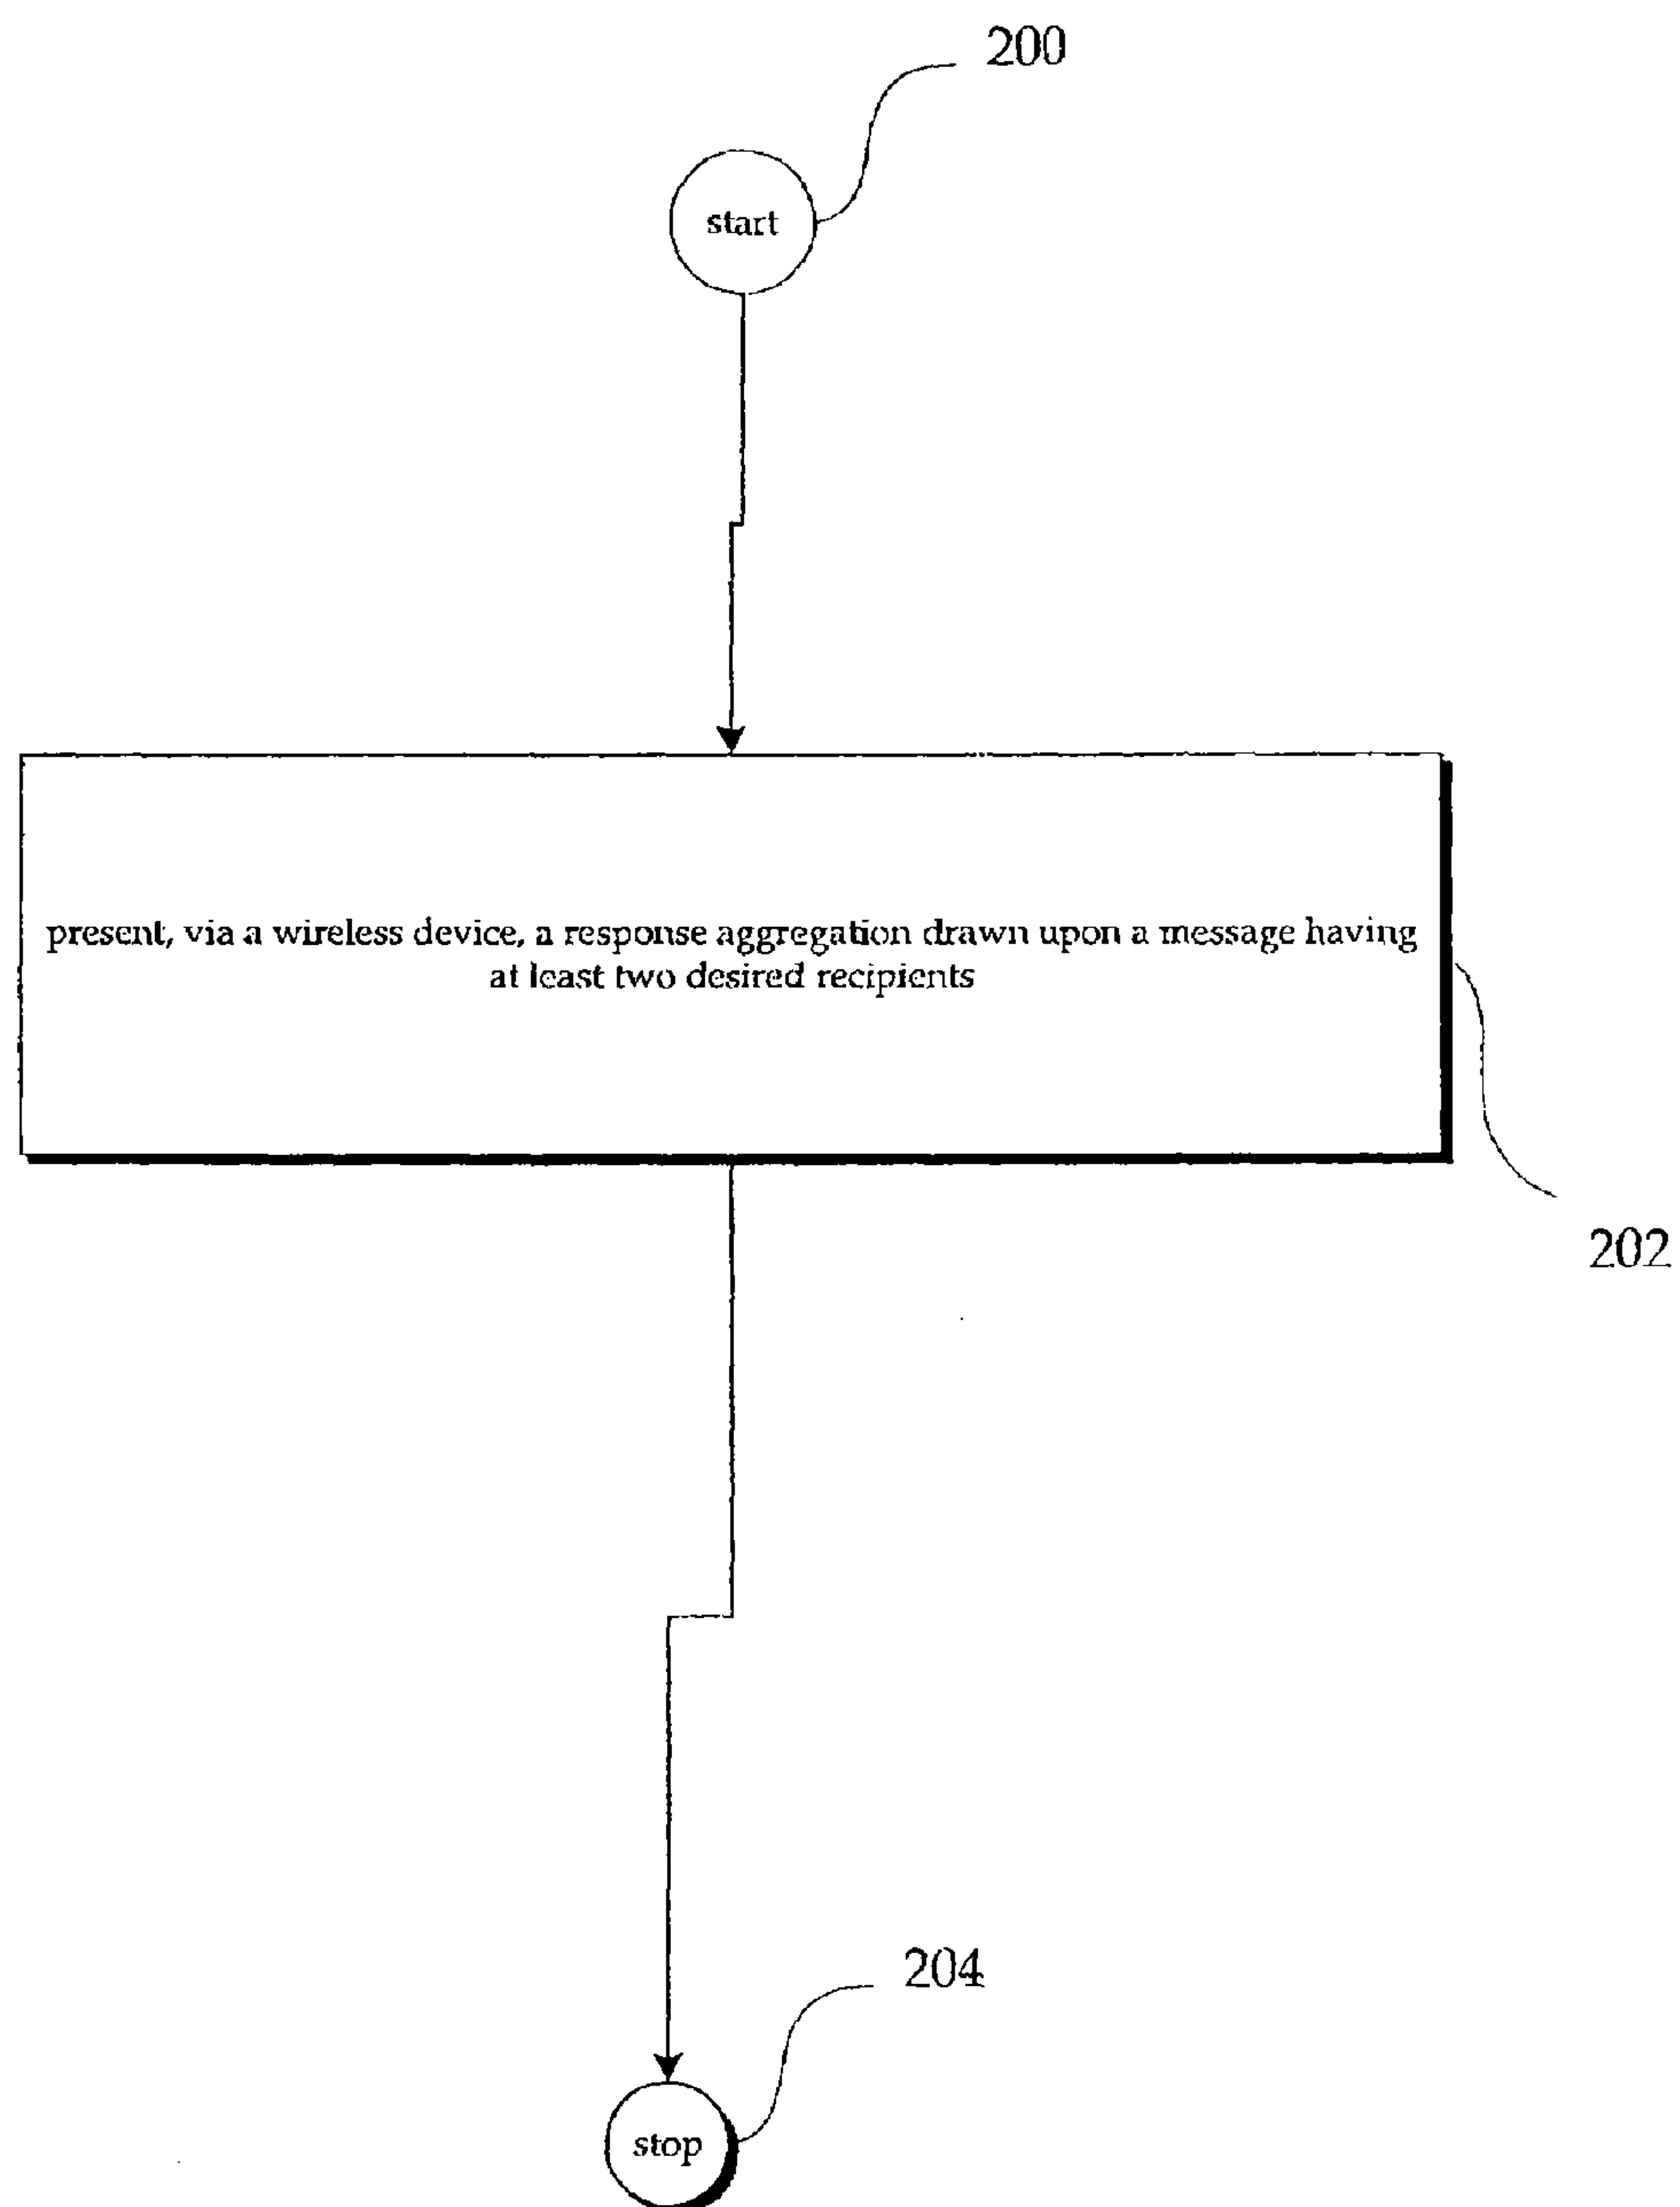 200
start
present, via a wireless device, a response aggregation drawn upon a message having
at least two desired recipients
202
204
stop